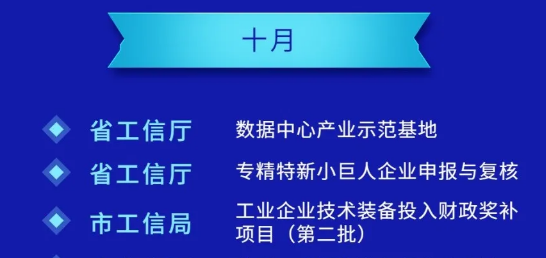 十月
省工信厅 数据中心产业示范基地
省工信厅 专精特新小巨人企业申报与复核
市工信局 工业企业技术装备投入财政奖补
项目（第二批）